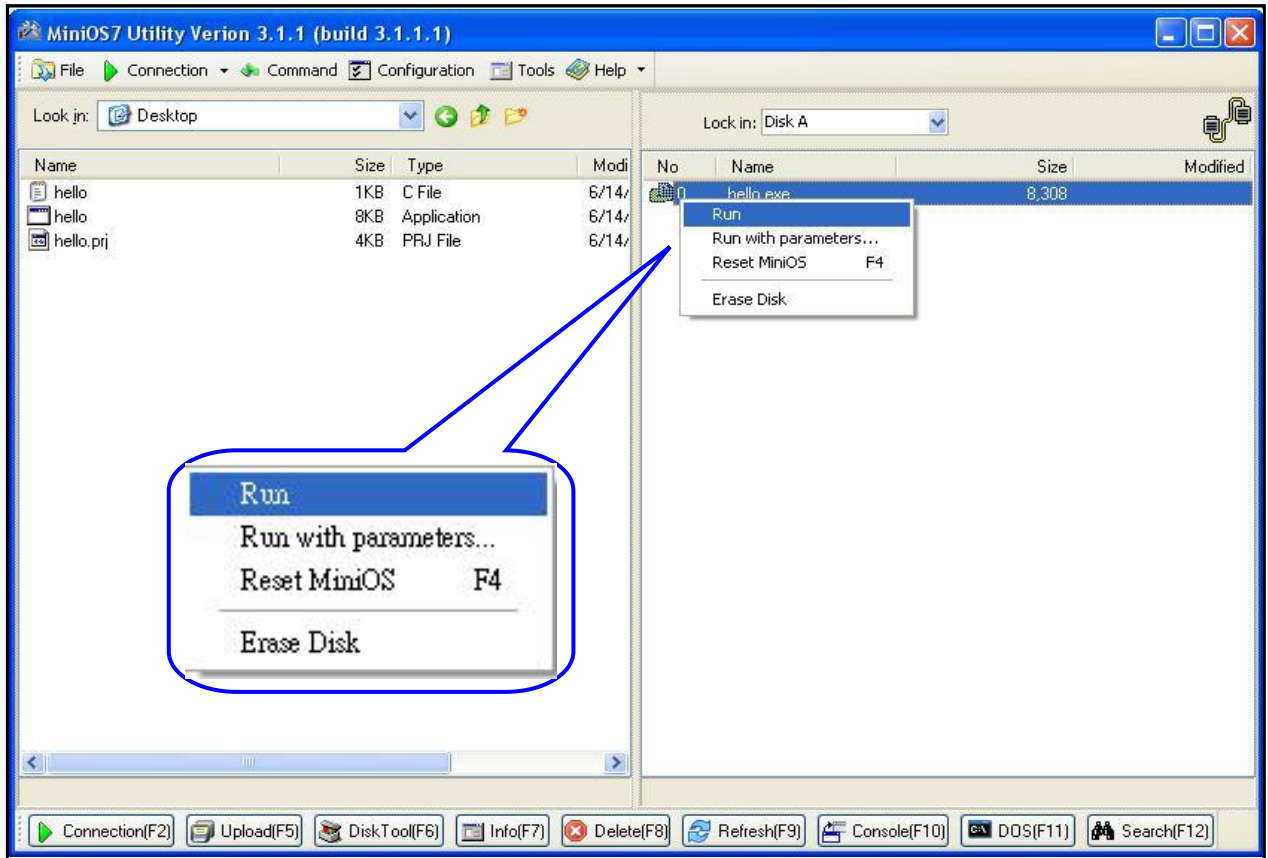 MiniOS7 Utility Verion 3.1.1 (build 3.1.1.1)
File Connection Command Configuration Tools Help
Look in: Desktop
Lock in: Disk A
Name Size Type Modi
No Name Size Modified
hello 1KB C File 6/14/
hello 8KB Application 6/14/
hello.prj 4KB PRJ File 6/14/
0 hello.exe 8,308
Run
Run with parameters...
Reset MiniOS F4
Erase Disk
Run
Run with parameters...
Reset MiniOS F4
Erase Disk
Connection(F2) Upload(F5) DiskTool(F6) Info(F7) Delete(F8) Refresh(F9) Console(F10) DOS(F11) Search(F12)